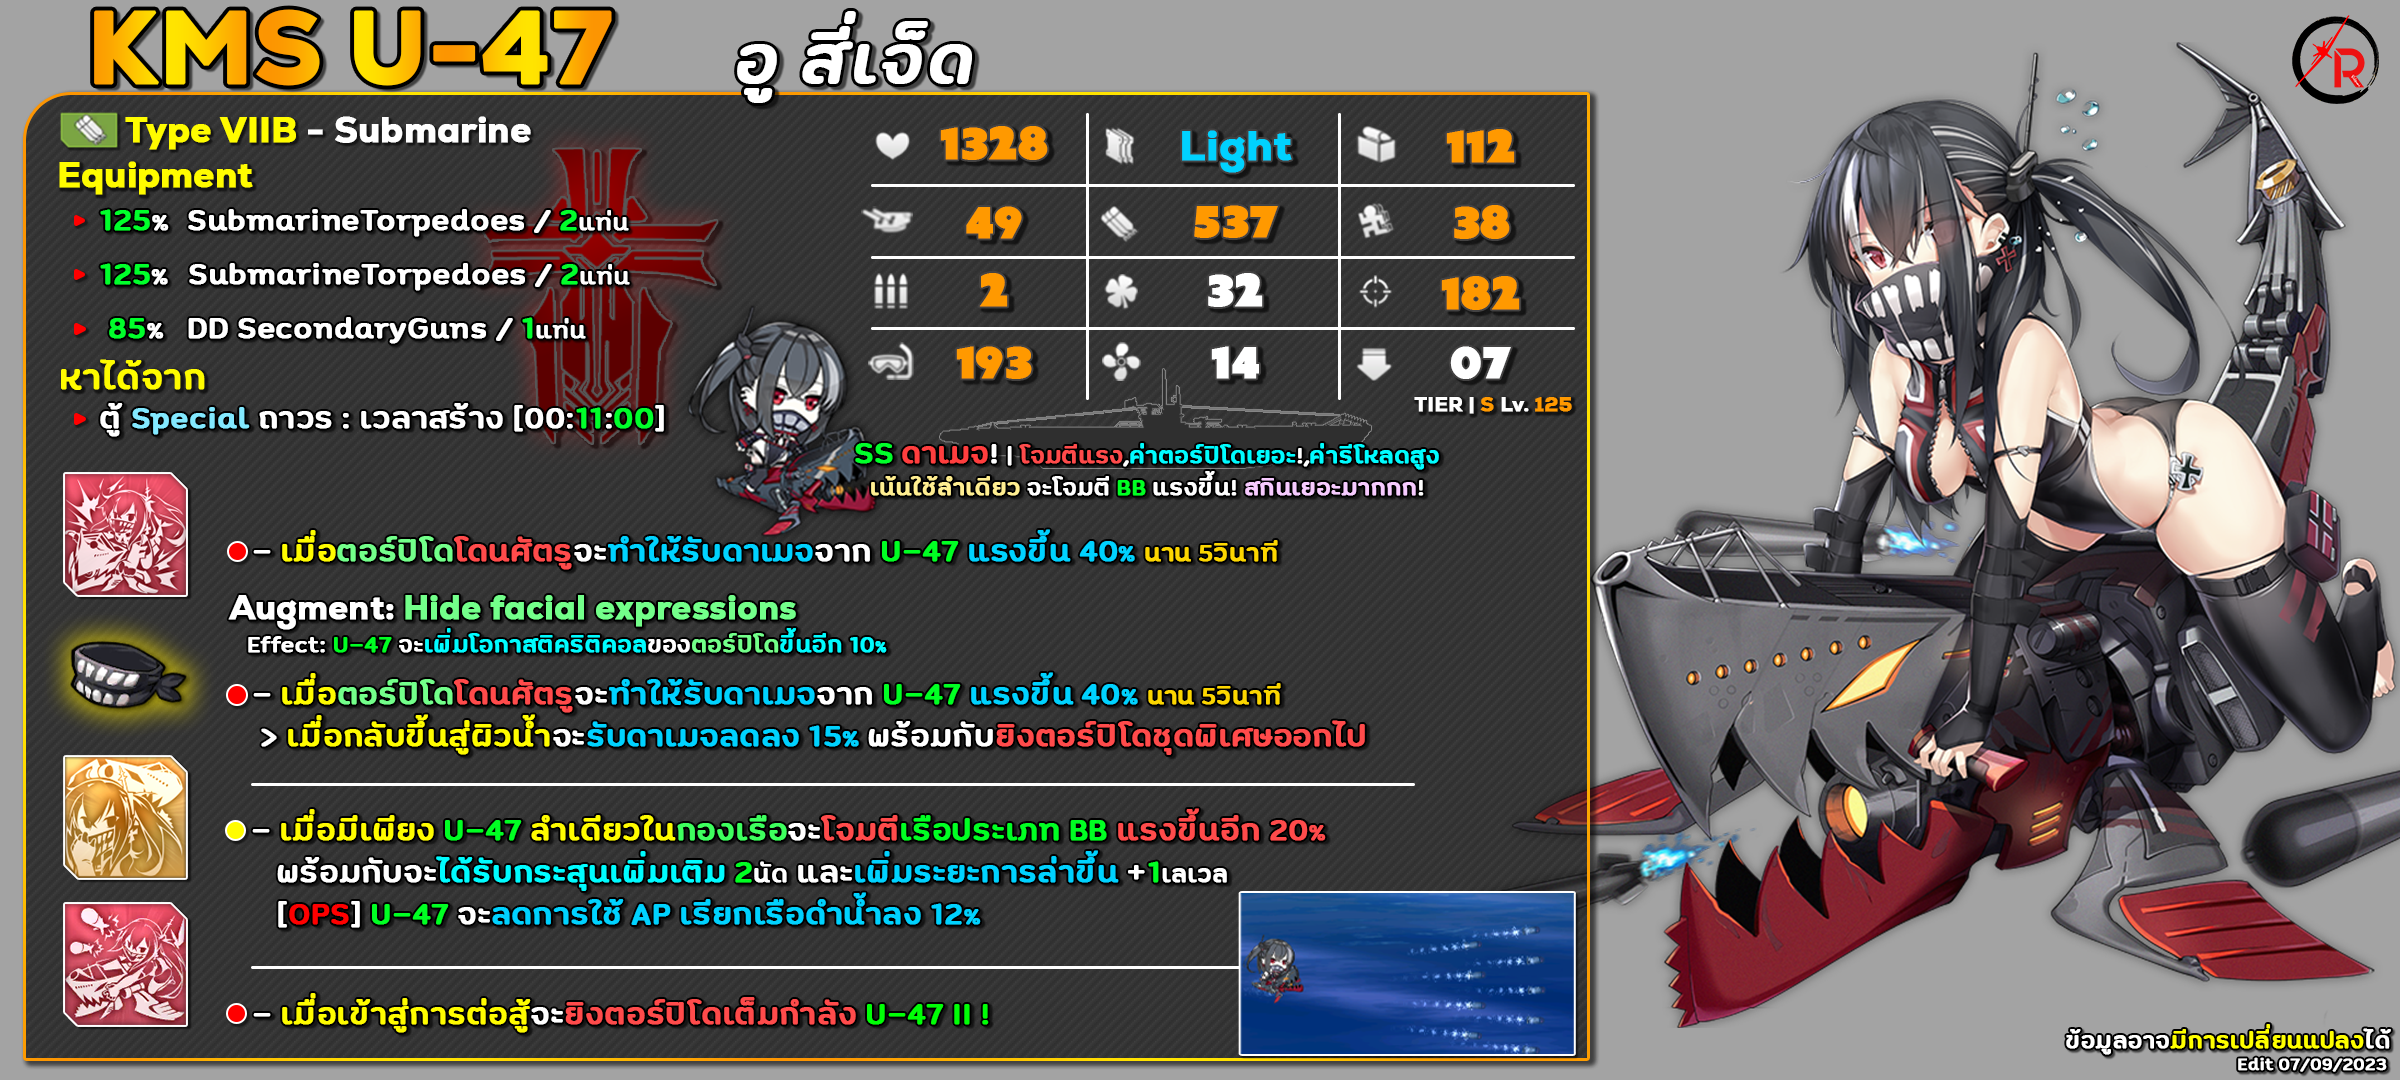 KMS U-47 อู สี่เจ็ด
R
Type VIIB - Submarine
Equipment
125% SubmarineTorpedoes / 2แท่น
125% SubmarineTorpedoes / 2แท่น
85% DD SecondaryGuns / 1แท่น
หาได้จาก
ตู้ Special ถาวร : เวลาสร้าง [00:11:00]
1328 Light 112
49 537 38
2 32 182
193 14 07
TIER | S Lv. 125
SS ดาเมจ! | โจมตีแรง,ค่าตอร์ปิโดเยอะ!,ค่ารีโหลดสูง
เน้นใช้ลำเดียว จะโจมตี BB แรงขึ้น! สกินเยอะมากกก!
– เมื่อตอร์ปิโดโดนศัตรูจะทำให้รับดาเมจจาก U-47 แรงขึ้น 40% นาน 5วินาที
Augment: Hide facial expressions
Effect: U-47 จะเพิ่มโอกาสติคริติคอลของตอร์ปิโดขึ้นอีก 10%
– เมื่อตอร์ปิโดโดนศัตรูจะทำให้รับดาเมจจาก U-47 แรงขึ้น 40% นาน 5วินาที
> เมื่อกลับขึ้นสู่ผิวน้ำจะรับดาเมจลดลง 15% พร้อมกับยิงตอร์ปิโดชุดพิเศษออกไป
– เมื่อมีเพียง U-47 ลำเดียวในกองเรือจะโจมตีเรือประเภท BB แรงขึ้นอีก 20%
พร้อมกับจะได้รับกระสุนเพิ่มเติม 2นัด และเพิ่มระยะการล่าขึ้น +1เลเวล
[OPS] U-47 จะลดการใช้ AP เรียกเรือดำน้ำลง 12%
– เมื่อเข้าสู่การต่อสู้จะยิงตอร์ปิโดเต็มกำลัง U-47 II !
ข้อมูลอาจมีการเปลี่ยนแปลงได้
Edit 07/09/2023